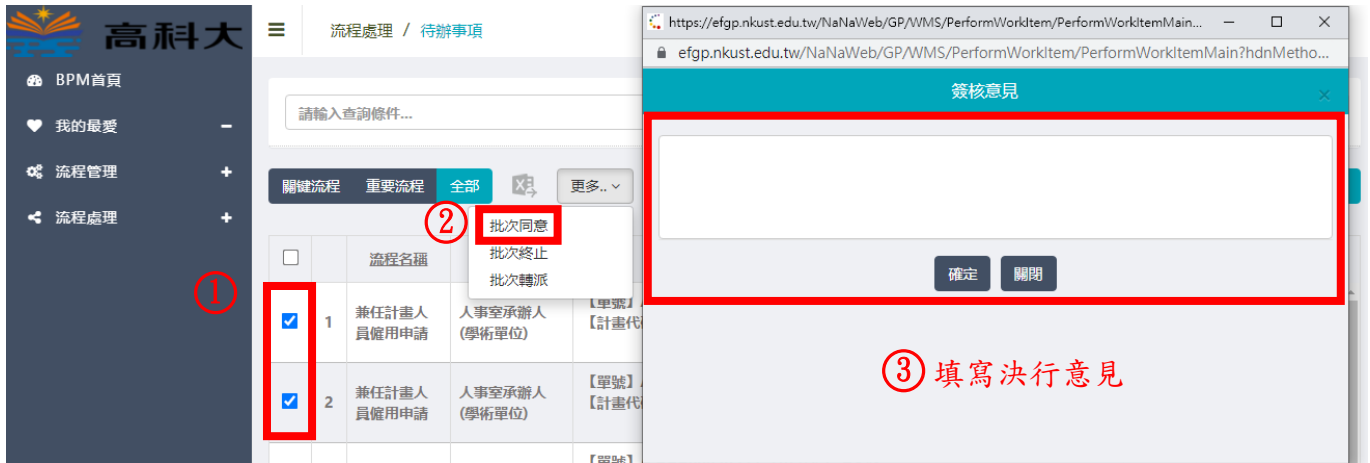 高科大
BPM首頁
我的最愛
流程管理
流程處理
流程處理 / 待辦事項
請輸入查詢條件...
關鍵流程 重要流程 全部 更多..
② 批次同意
批次終止
批次轉派
流程名稱
①
1 兼任計畫人員僱用申請 人事室承辦人(學術單位) 【單號】
【計畫代
2 兼任計畫人員僱用申請 人事室承辦人(學術單位) 【單號】
【計畫代
【單號】
https://efgp.nkust.edu.tw/NaNaWeb/GP/WMS/PerformWorkItem/PerformWorkItemMain...
efgp.nkust.edu.tw/NaNaWeb/GP/WMS/PerformWorkItem/PerformWorkItemMain?hdnMetho...
簽核意見
確定 關閉
③ 填寫決行意見